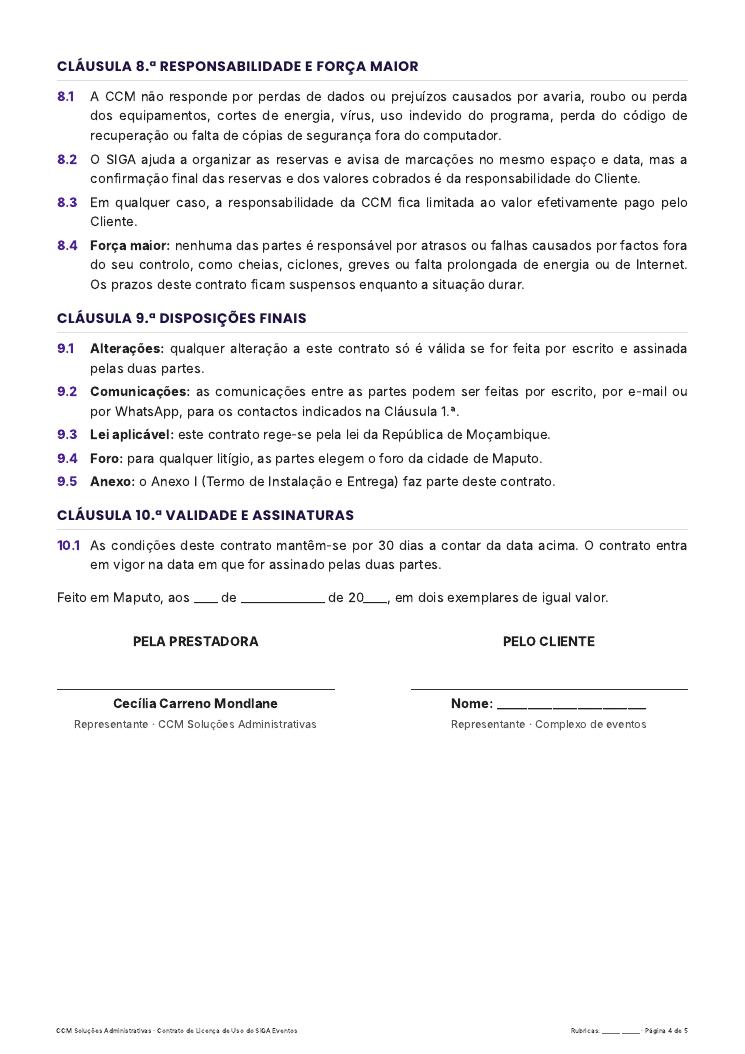 CLÁUSULA 8.ª RESPONSABILIDADE E FORÇA MAIOR
8.1 A CCM não responde por perdas de dados ou prejuízos causados por avaria, roubo ou perda
dos equipamentos, cortes de energia, vírus, uso indevido do programa, perda do código de
recuperação ou falta de cópias de segurança fora do computador.
8.2 O SIGA ajuda a organizar as reservas e avisa de marcações no mesmo espaço e data, mas a
confirmação final das reservas e dos valores cobrados é da responsabilidade do Cliente.
8.3 Em qualquer caso, a responsabilidade da CCM fica limitada ao valor efetivamente pago pelo
Cliente.
8.4 Força maior: nenhuma das partes é responsável por atrasos ou falhas causados por factos fora
do seu controlo, como cheias, ciclones, greves ou falta prolongada de energia ou de Internet.
Os prazos deste contrato ficam suspensos enquanto a situação durar.
CLÁUSULA 9.ª DISPOSIÇÕES FINAIS
9.1 Alterações: qualquer alteração a este contrato só é válida se for feita por escrito e assinada
pelas duas partes.
9.2 Comunicações: as comunicações entre as partes podem ser feitas por escrito, por e-mail ou
por WhatsApp, para os contactos indicados na Cláusula 1.ª.
9.3 Lei aplicável: este contrato rege-se pela lei da República de Moçambique.
9.4 Foro: para qualquer litígio, as partes elegem o foro da cidade de Maputo.
9.5 Anexo: o Anexo I (Termo de Instalação e Entrega) faz parte deste contrato.
CLÁUSULA 10.ª VALIDADE E ASSINATURAS
10.1 As condições deste contrato mantêm-se por 30 dias a contar da data acima. O contrato entra
em vigor na data em que for assinado pelas duas partes.
Feito em Maputo, aos ___ de ___________ de 20___, em dois exemplares de igual valor.
PELA PRESTADORA PELO CLIENTE
Cecília Carreno Mondlane Nome: ____________________
Representante · CCM Soluções Administrativas Representante · Complexo de eventos
CCM Soluções Administrativas · Contrato de Licença de Uso do SIGA Eventos Rubricas: _____ _____ · Página 4 de 5